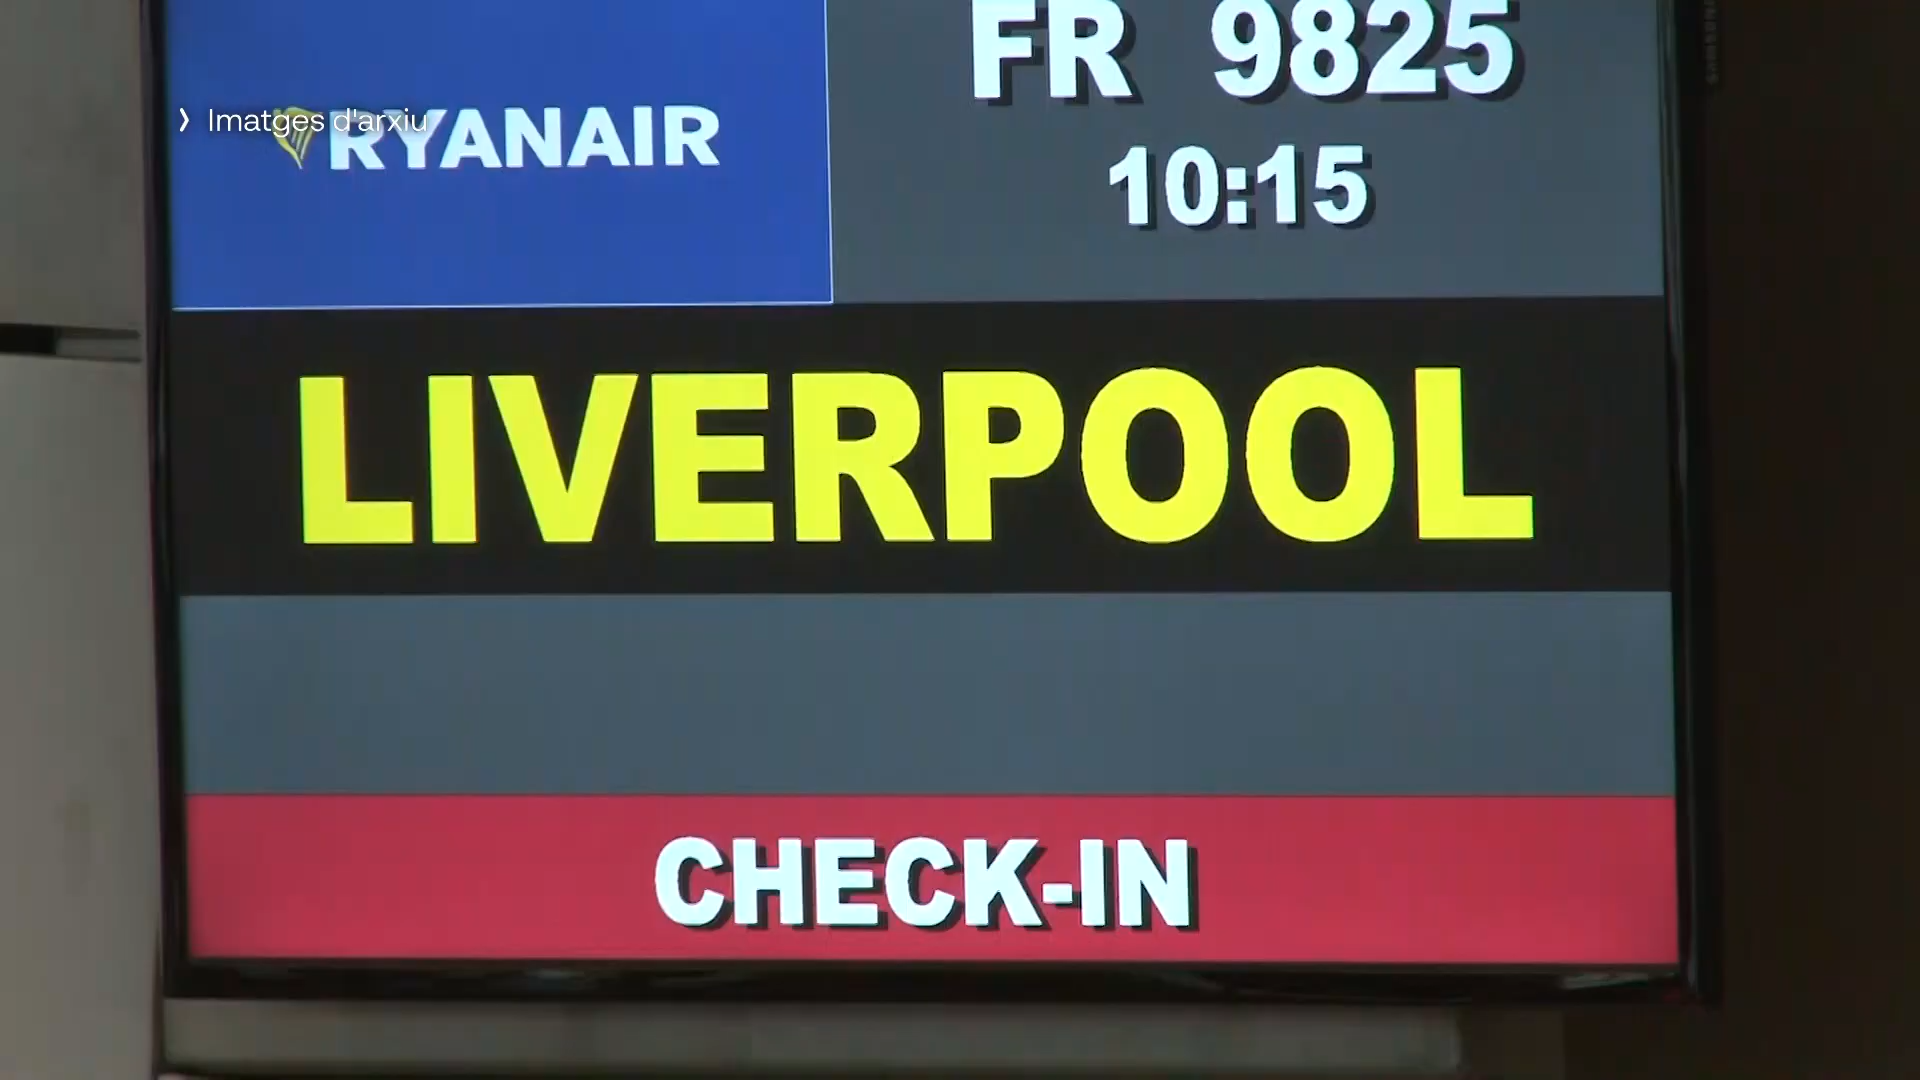 FR 9825
› Imatges d'arxiu
RYANAIR
10:15
LIVERPOOL
CHECK-IN